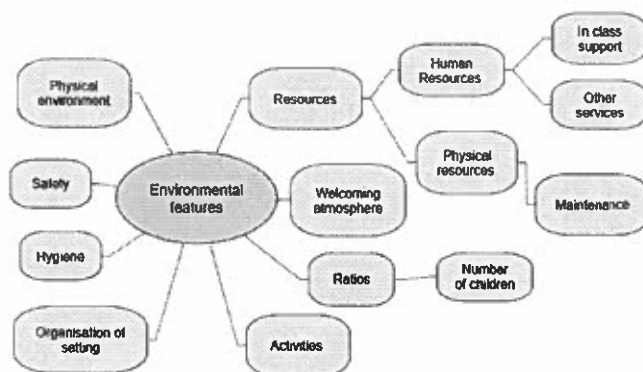 In class
support
Human
Resources
Physical
environment
Resources
Other
services
Physical
resources
Safety
Environmental
features
Welcoming
atmosphere
Maintenance
Hygiene
Ratios
Number
of children
Organisation of
setting
Activities